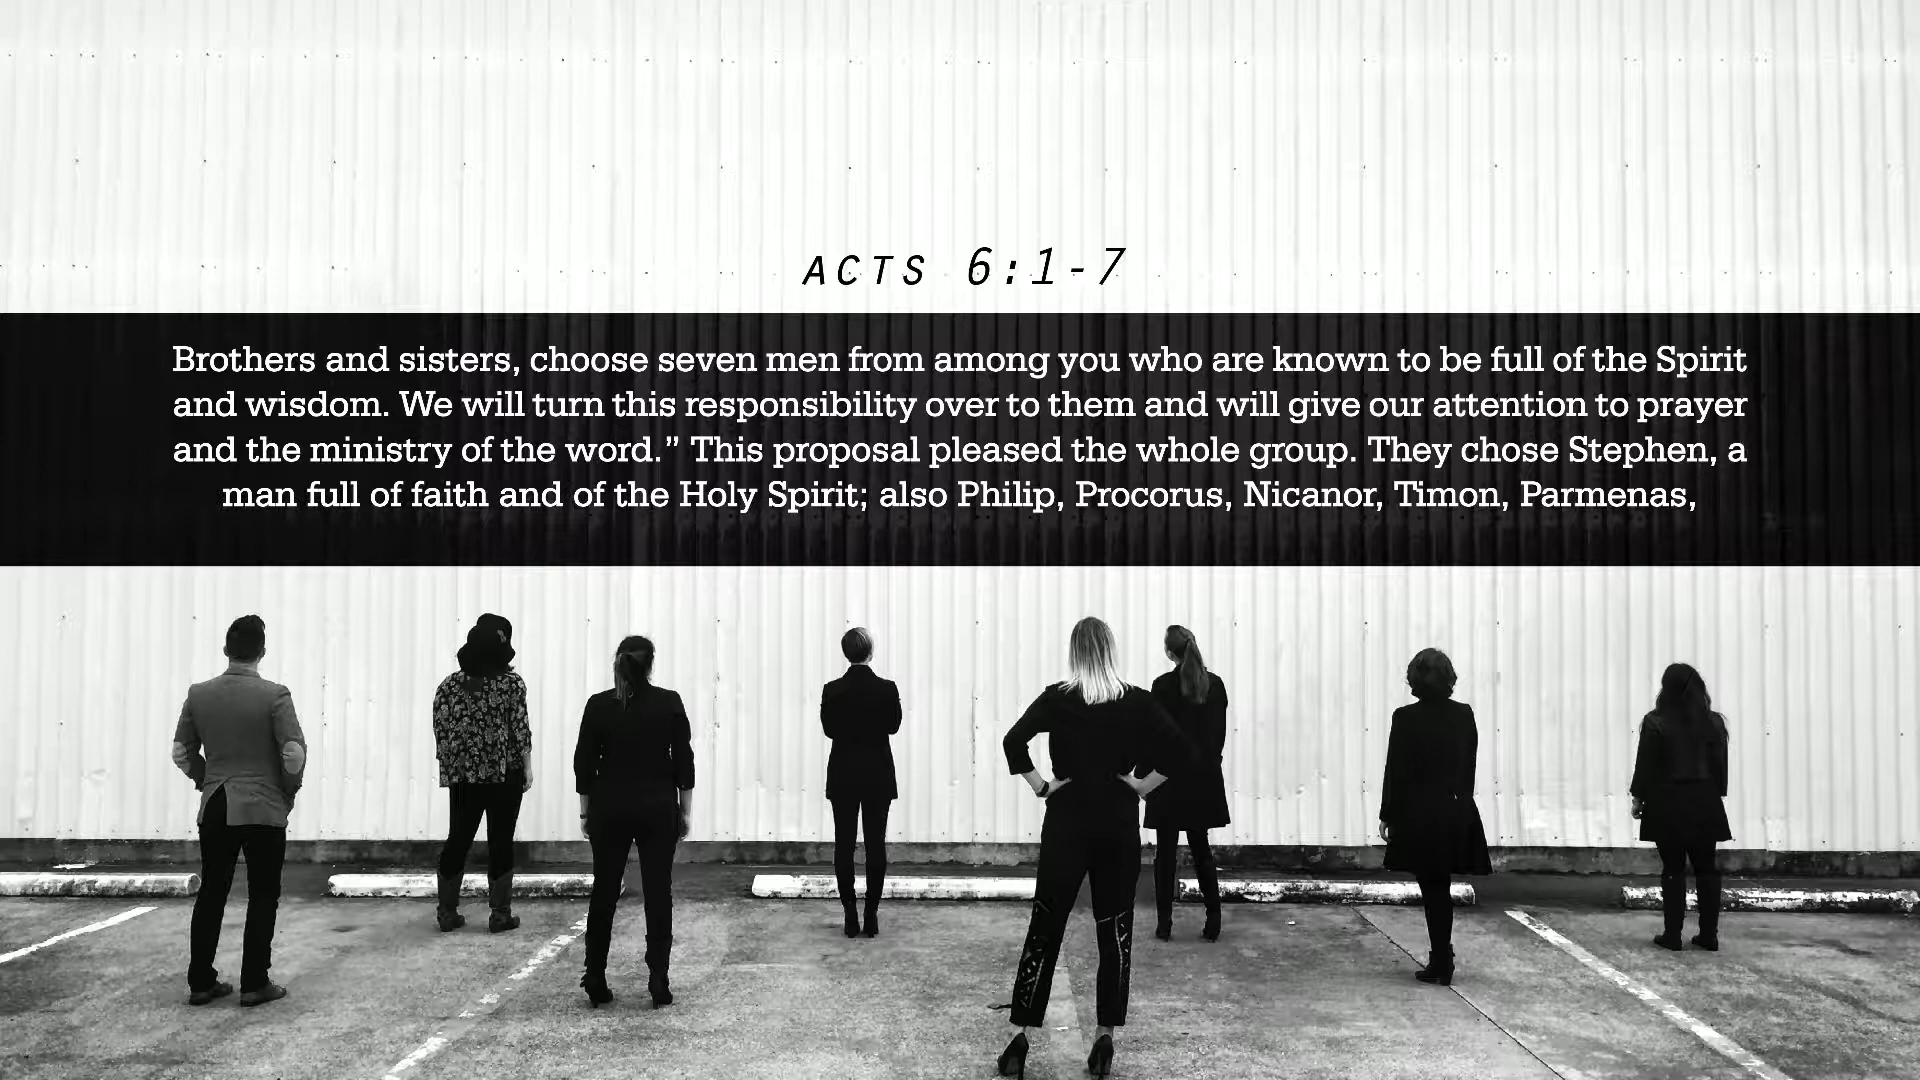 ACTS 6:1-7
Brothers and sisters, choose seven men from among you who are known to be full of the Spirit
and wisdom. We will turn this responsibility over to them and will give our attention to prayer
and the ministry of the word.” This proposal pleased the whole group. They chose Stephen, a
man full of faith and of the Holy Spirit; also Philip, Procorus, Nicanor, Timon, Parmenas,